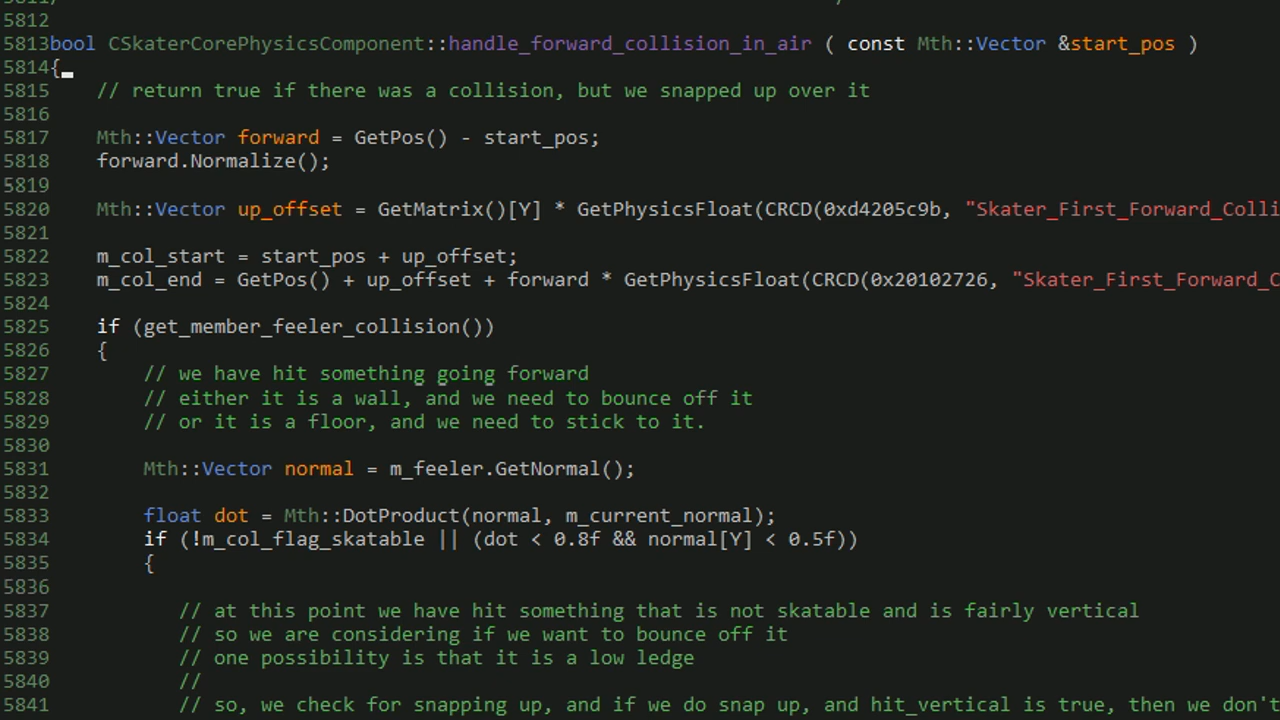 5812
5813bool CSkaterCorePhysicsComponent::handle_forward_collision_in_air ( const Mth::Vector &start_pos )
5814{
5815    // return true if there was a collision, but we snapped up over it
5816
5817    Mth::Vector forward = GetPos() - start_pos;
5818    forward.Normalize();
5819
5820    Mth::Vector up_offset = GetMatrix()[Y] * GetPhysicsFloat(CRCD(0xd4205c9b, "Skater_First_Forward_Colli
5821
5822    m_col_start = start_pos + up_offset;
5823    m_col_end = GetPos() + up_offset + forward * GetPhysicsFloat(CRCD(0x20102726, "Skater_First_Forward_C
5824
5825    if (get_member_feeler_collision())
5826    {
5827        // we have hit something going forward
5828        // either it is a wall, and we need to bounce off it
5829        // or it is a floor, and we need to stick to it.
5830
5831        Mth::Vector normal = m_feeler.GetNormal();
5832
5833        float dot = Mth::DotProduct(normal, m_current_normal);
5834        if (!m_col_flag_skatable || (dot < 0.8f && normal[Y] < 0.5f))
5835        {
5836
5837           // at this point we have hit something that is not skatable and is fairly vertical
5838           // so we are considering if we want to bounce off it
5839           // one possibility is that it is a low ledge
5840           //
5841           // so, we check for snapping up, and if we do snap up, and hit_vertical is true, then we don't